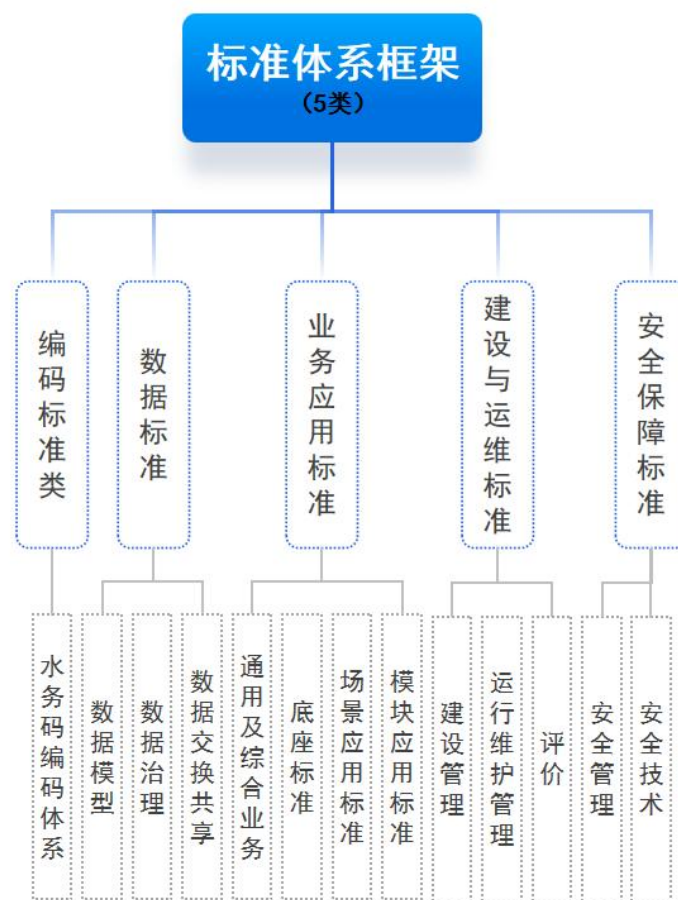 标准体系框架
（5类）
编码标准类
数据标准
业务应用标准
建设与运维标准
安全保障标准
水务码编码体系
数据模型
数据治理
数据交换共享
通用及综合业务
底座标准
场景应用标准
模块应用标准
建设管理
运行维护管理
评价
安全管理
安全技术